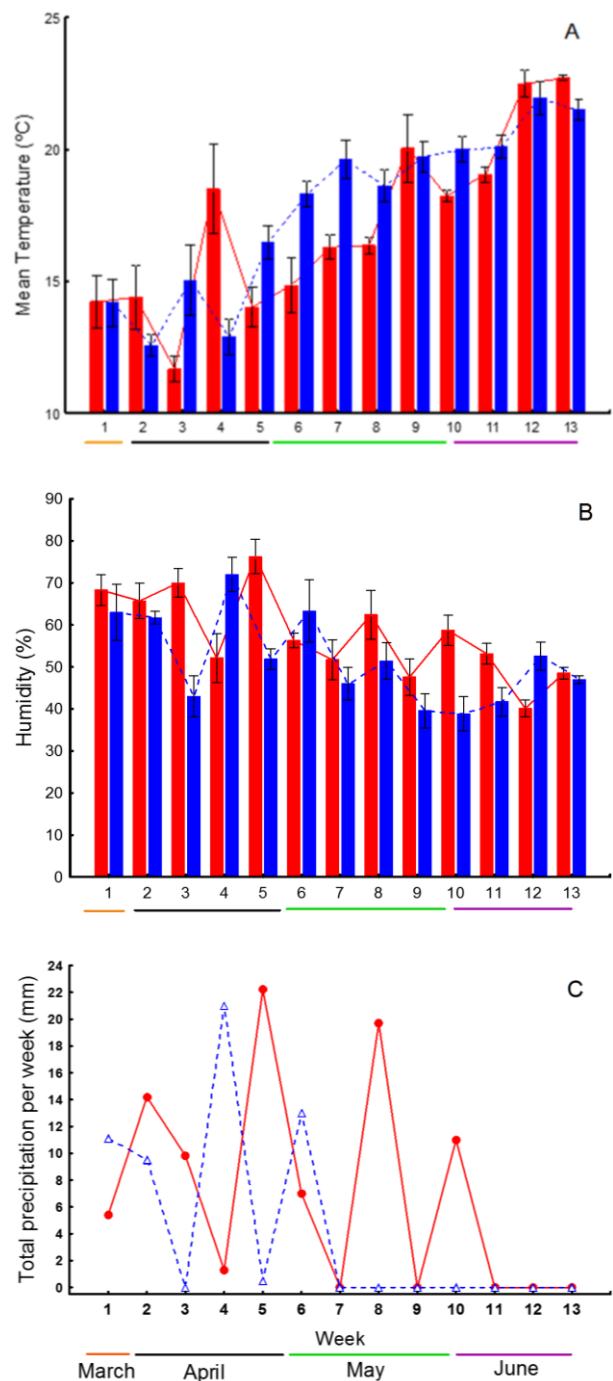 A
25
20
15
10
Mean Temperature (ºC)
1 2 3 4 5 6 7 8 9 10 11 12 13
B
90
80
70
60
50
40
30
20
10
0
Humidity (%)
1 2 3 4 5 6 7 8 9 10 11 12 13
C
24
22
20
18
16
14
12
10
8
6
4
2
0
Total precipitation per week (mm)
1 2 3 4 5 6 7 8 9 10 11 12 13
Week
March April May June